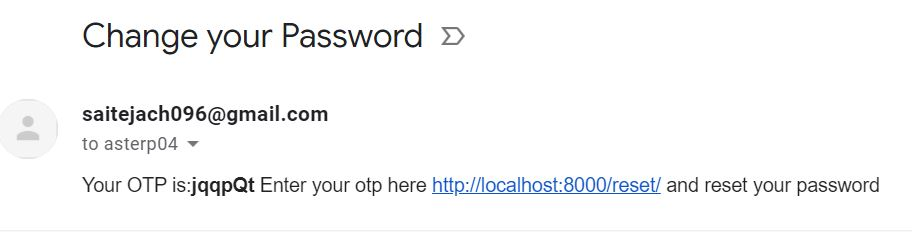 Change your Password
saitejach096@gmail.com
to asterp04
Your OTP is:jqqpQt Enter your otp here http://localhost:8000/reset/ and reset your password